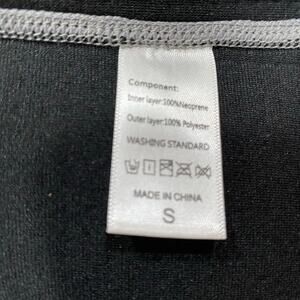 Component:
Inner layer:100%Neoprene
Outer layer:100% Polyester
WASHING STANDARD
MADE IN CHINA
S